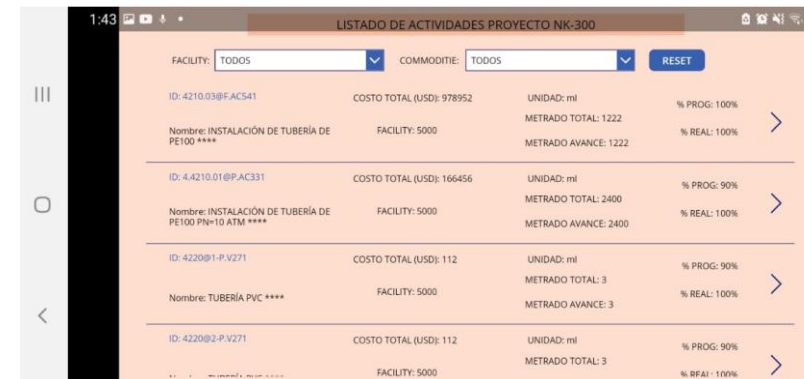 1:43
LISTADO DE ACTIVIDADES PROYECTO NK-300
FACILITY: TODOS COMMODITIE: TODOS RESET
ID: 4210.03@F.AC541 COSTO TOTAL (USD): 978952 UNIDAD: ml % PROG: 100%
METRADO TOTAL: 1222
Nombre: INSTALACIÓN DE TUBERÍA DE PE100 **** FACILITY: 5000 METRADO AVANCE: 1222 % REAL: 100%
ID: 4.4210.01@P.AC331 COSTO TOTAL (USD): 166456 UNIDAD: ml % PROG: 90%
METRADO TOTAL: 2400
Nombre: INSTALACIÓN DE TUBERÍA DE PE100 PN=10 ATM **** FACILITY: 5000 METRADO AVANCE: 2400 % REAL: 100%
ID: 4220@1-P.V271 COSTO TOTAL (USD): 112 UNIDAD: ml % PROG: 90%
METRADO TOTAL: 3
Nombre: TUBERÍA PVC **** FACILITY: 5000 METRADO AVANCE: 3 % REAL: 100%
ID: 4220@2-P.V271 COSTO TOTAL (USD): 112 UNIDAD: ml % PROG: 90%
METRADO TOTAL: 3
FACILITY: 5000 % REAL: 100%